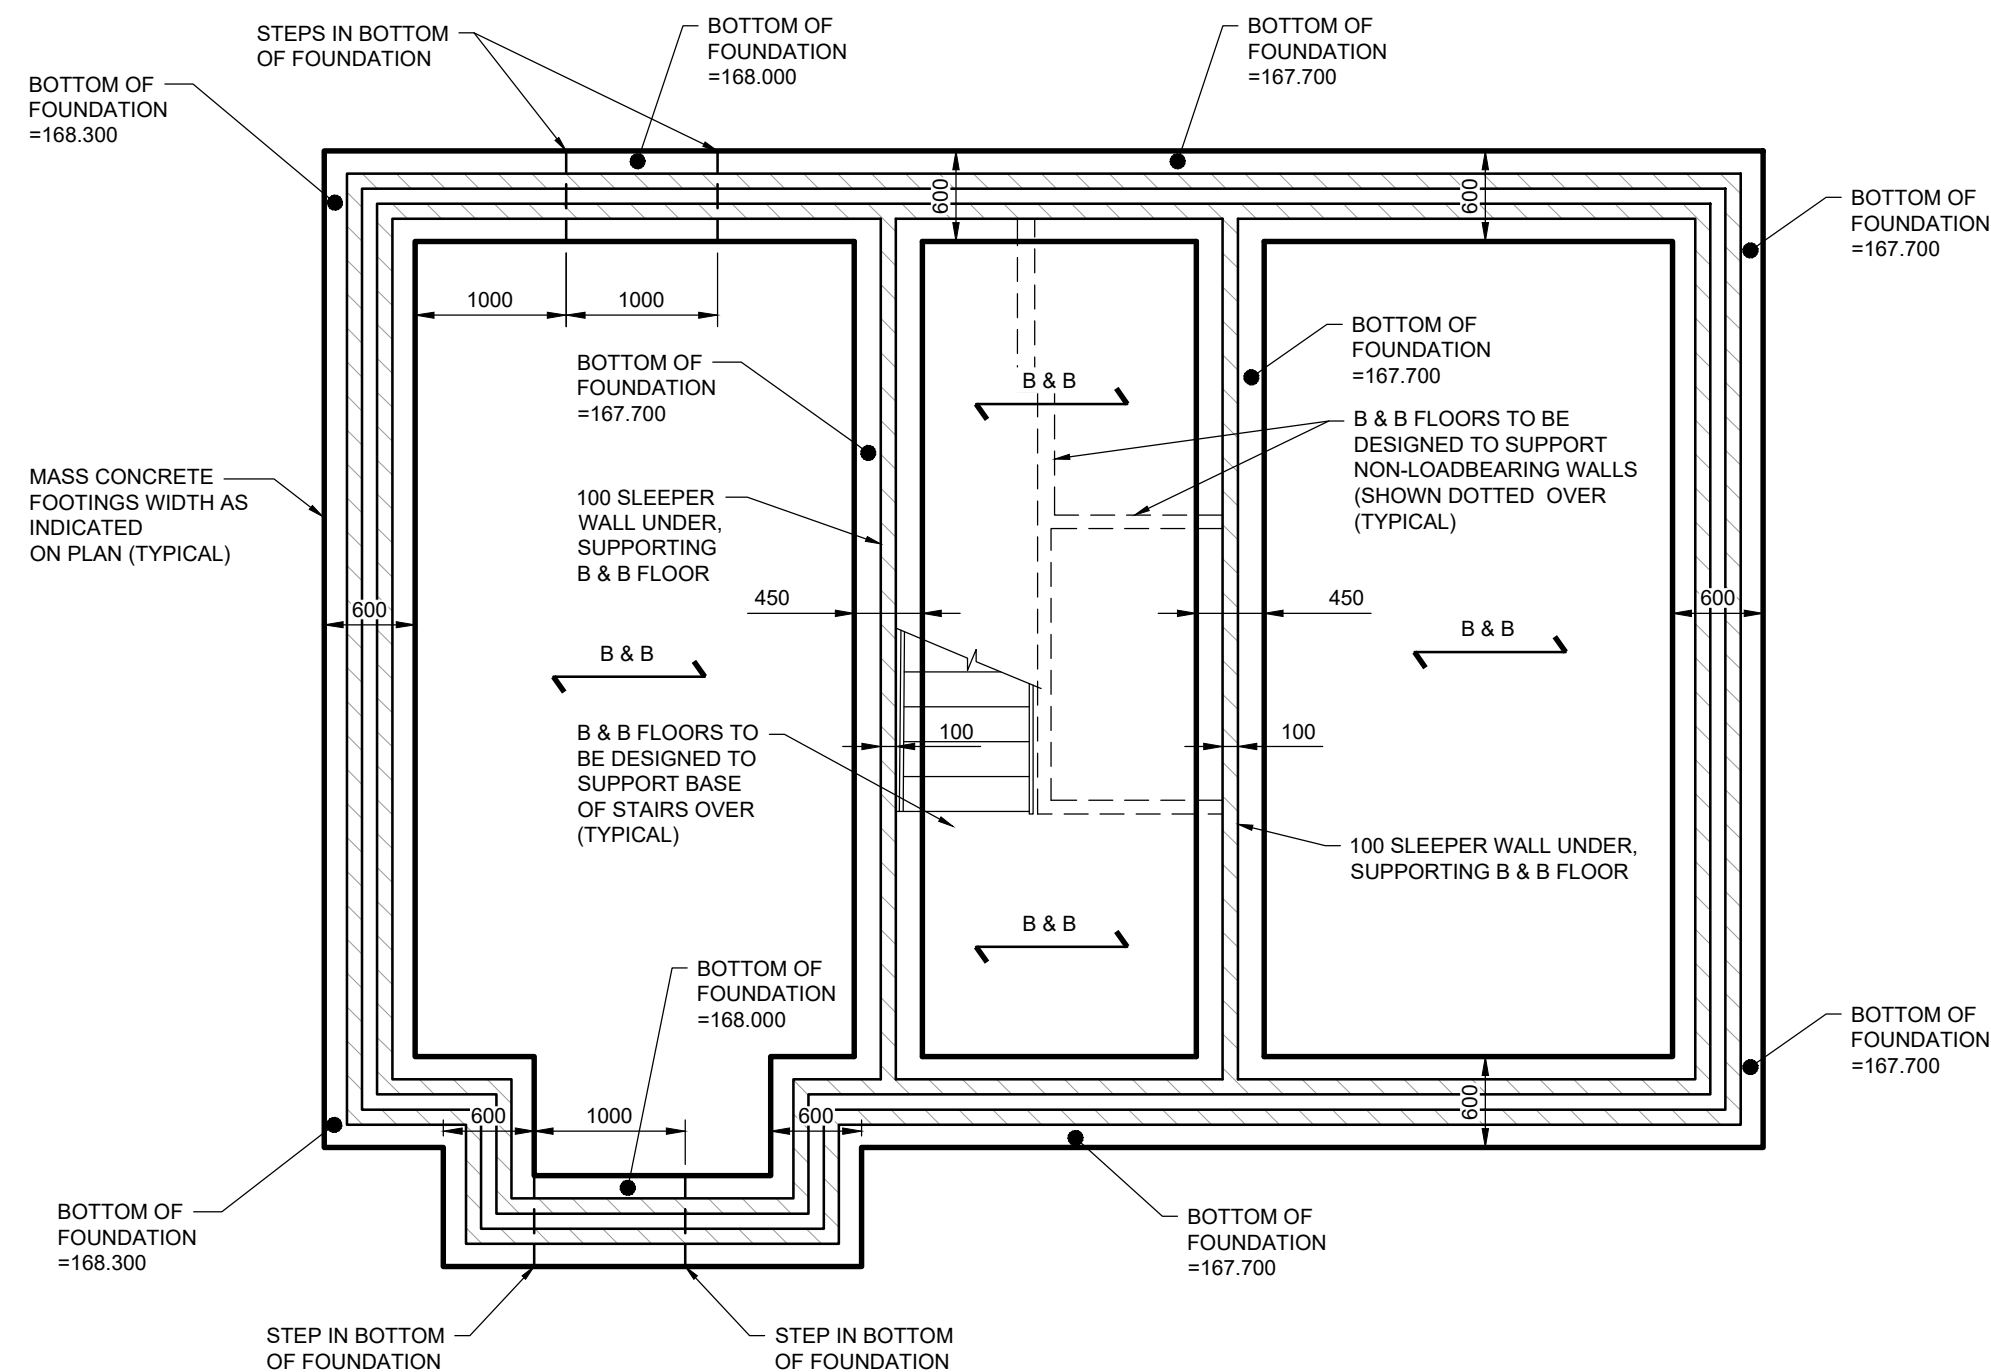 STEPS IN BOTTOM
OF FOUNDATION
BOTTOM OF
FOUNDATION
=168.000
BOTTOM OF
FOUNDATION
=167.700
BOTTOM OF
FOUNDATION
=168.300
600
600
BOTTOM OF
FOUNDATION
=167.700
1000
1000
BOTTOM OF
FOUNDATION
=167.700
BOTTOM OF
FOUNDATION
=167.700
B & B
B & B FLOORS TO BE
DESIGNED TO SUPPORT
NON-LOADBEARING WALLS
(SHOWN DOTTED OVER
(TYPICAL)
MASS CONCRETE
FOOTINGS WIDTH AS
INDICATED
ON PLAN (TYPICAL)
100 SLEEPER
WALL UNDER,
SUPPORTING
B & B FLOOR
600
450
450
600
B & B
B & B
B & B FLOORS TO
BE DESIGNED TO
SUPPORT BASE
OF STAIRS OVER
(TYPICAL)
100
100
100 SLEEPER WALL UNDER,
SUPPORTING B & B FLOOR
B & B
BOTTOM OF
FOUNDATION
=168.000
BOTTOM OF
FOUNDATION
=167.700
600
1000
600
600
BOTTOM OF
FOUNDATION
=168.300
BOTTOM OF
FOUNDATION
=167.700
STEP IN BOTTOM
OF FOUNDATION
STEP IN BOTTOM
OF FOUNDATION